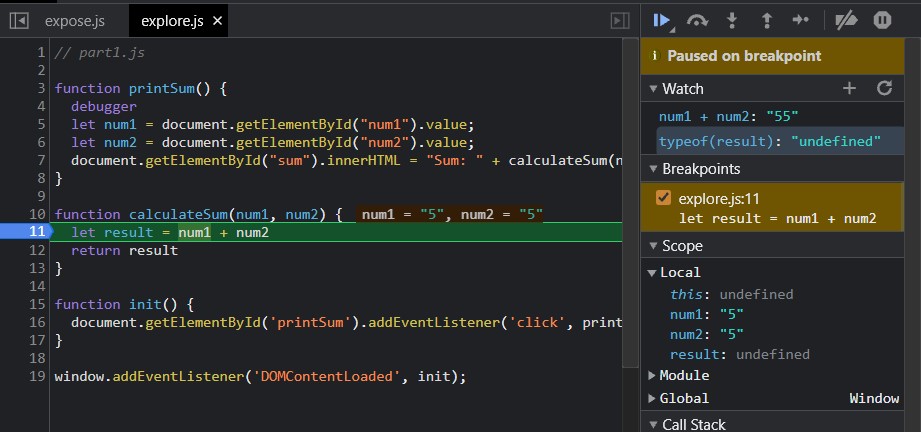 expose.js explore.js ×
1 // part1.js
2
3 function printSum() {
4 debugger
5 let num1 = document.getElementById("num1").value;
6 let num2 = document.getElementById("num2").value;
7 document.getElementById("sum").innerHTML = "Sum: " + calculateSum(n
8 }
9
10 function calculateSum(num1, num2) { num1 = "5", num2 = "5"
11 let result = num1 + num2
12 return result
13 }
14
15 function init() {
16 document.getElementById('printSum').addEventListener('click', print
17 }
18
19 window.addEventListener('DOMContentLoaded', init);
Paused on breakpoint
Watch
num1 + num2: "55"
typeof(result): "undefined"
Breakpoints
explore.js:11
let result = num1 + num2
Scope
Local
this: undefined
num1: "5"
num2: "5"
result: undefined
Module
Global Window
Call Stack